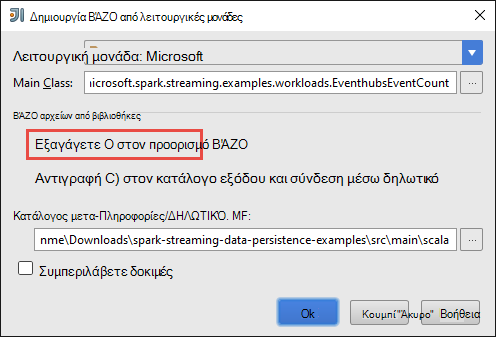 Δημιουργία ΒΆΖΟ από λειτουργικές μονάδες
Λειτουργική μονάδα: Microsoft
Main Class: microsoft.spark.streaming.examples.workloads.EventhubsEventCount ...
ΒΆΖΟ αρχείων από βιβλιοθήκες
Εξαγάγετε Ο στον προορισμό ΒΆΖΟ
Αντιγραφή C) στον κατάλογο εξόδου και σύνδεση μέσω δηλωτικό
Κατάλογος μετα-Πληροφορίες/ΔΗΛΩΤΙΚΌ. MF:
nme\Downloads\spark-streaming-data-persistence-examples\src\main\scala ...
Συμπεριλάβετε δοκιμές
Ok Κουμπί "Άκυρο" Βοήθεια